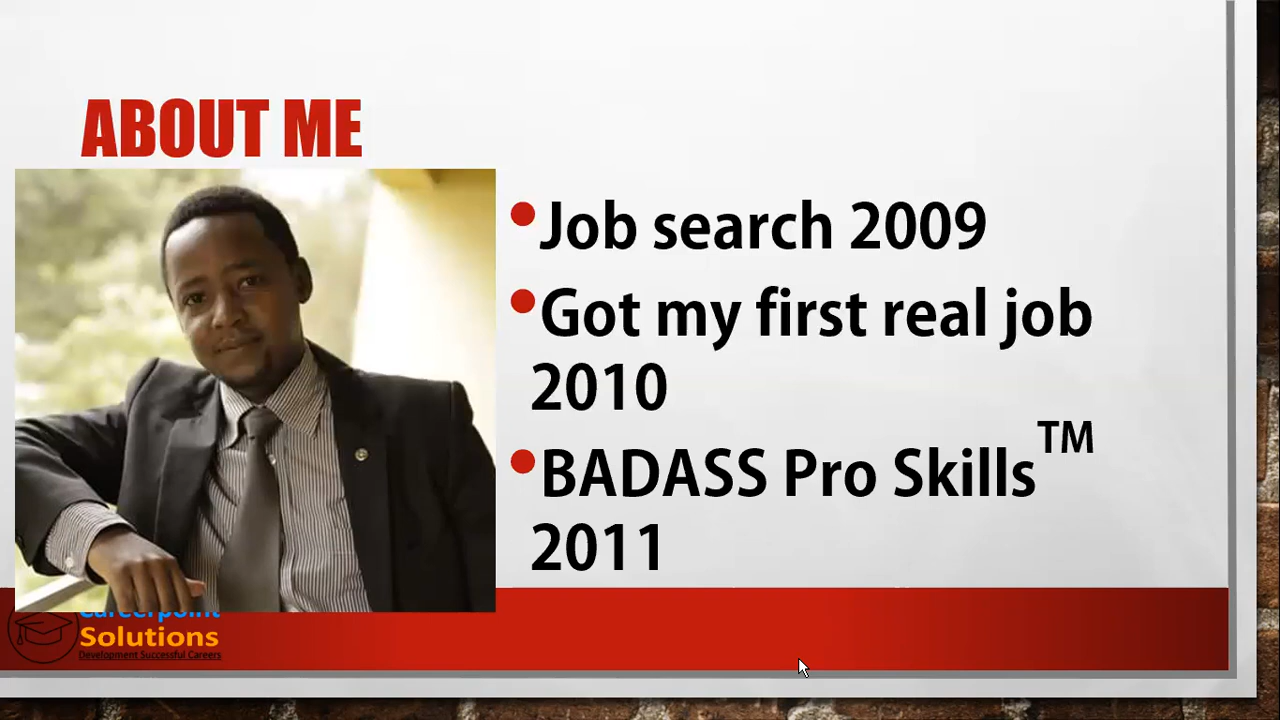 ABOUT ME
•Job search 2009
•Got my first real job
2010
•BADASS Pro Skills™
2011
Careerpoint
Solutions
Development Successful Careers